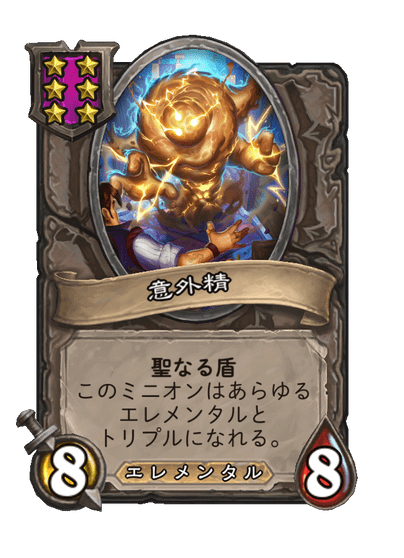 意外精
聖なる盾
このミニオンはあらゆる
エレメンタルと
トリプルになれる。
8
エレメンタル
8